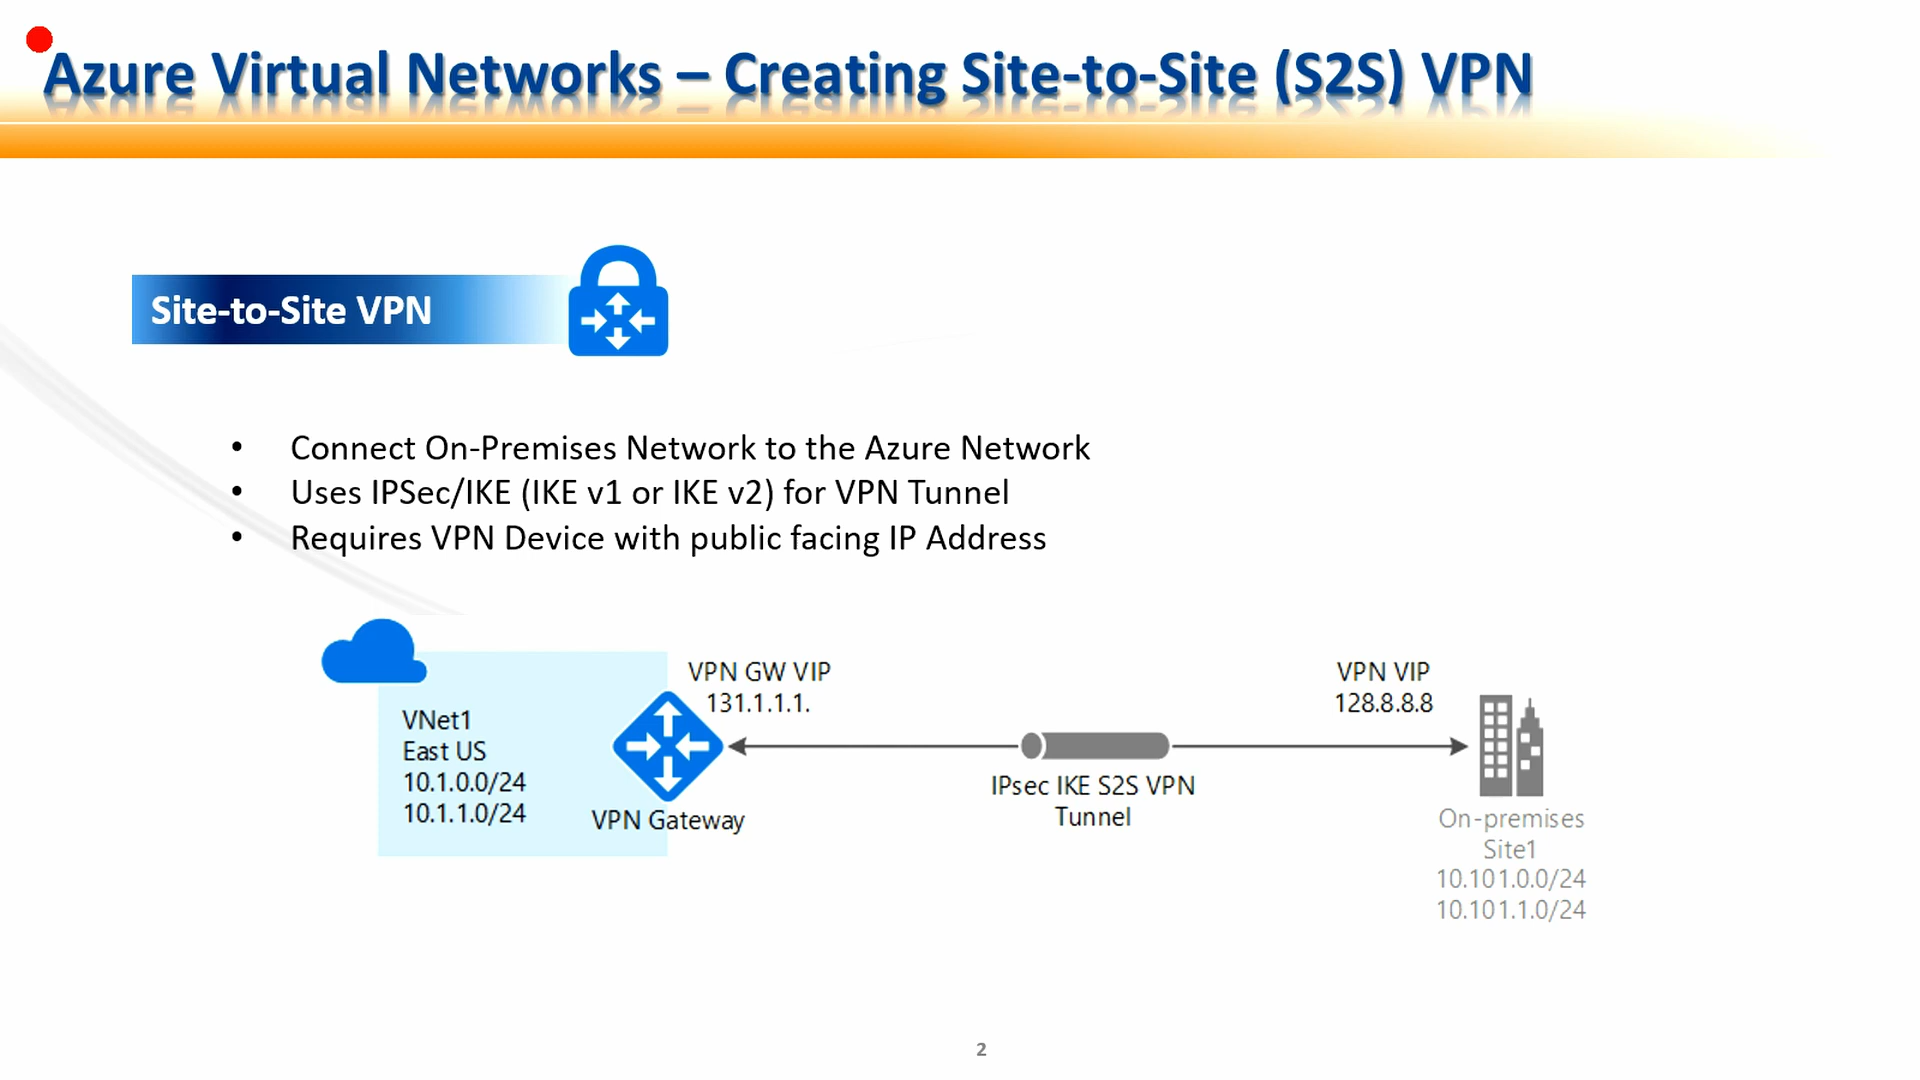 Azure Virtual Networks – Creating Site-to-Site (S2S) VPN
Site-to-Site VPN
• Connect On-Premises Network to the Azure Network
• Uses IPSec/IKE (IKE v1 or IKE v2) for VPN Tunnel
• Requires VPN Device with public facing IP Address
VPN GW VIP
131.1.1.1.
VPN VIP
128.8.8.8
VNet1
East US
10.1.0.0/24
10.1.1.0/24
VPN Gateway
IPsec IKE S2S VPN
Tunnel
On-premises
Site1
10.101.0.0/24
10.101.1.0/24
2